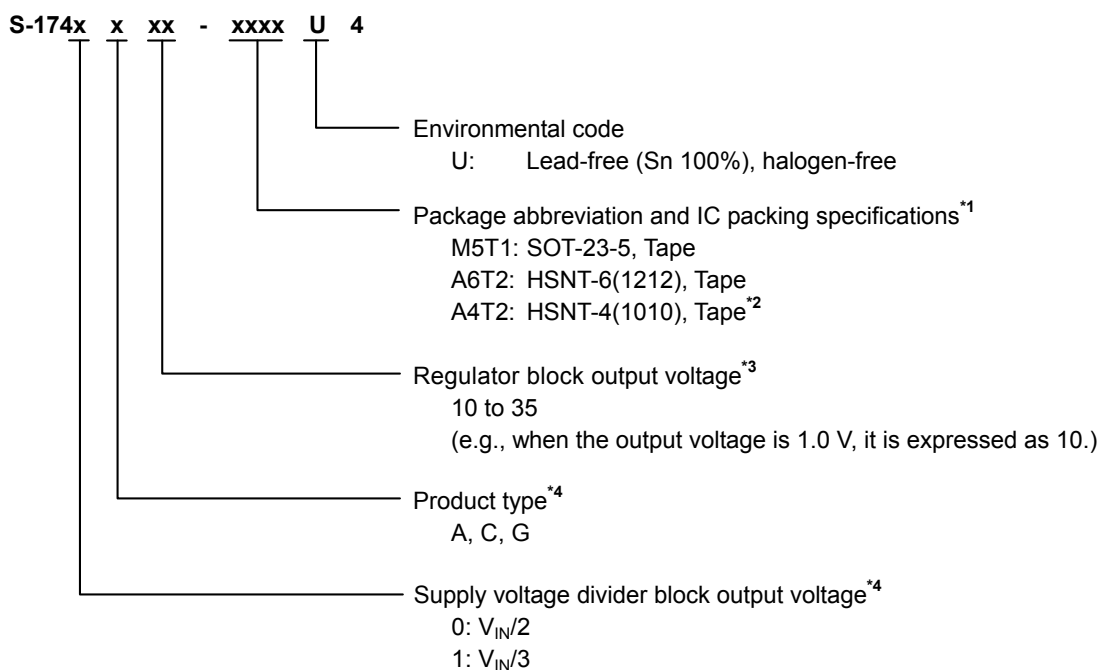 S-174x x xx - xxxx U 4
Environmental code
U: Lead-free (Sn 100%), halogen-free
Package abbreviation and IC packing specifications*1
M5T1: SOT-23-5, Tape
A6T2: HSNT-6(1212), Tape
A4T2: HSNT-4(1010), Tape*2
Regulator block output voltage*3
10 to 35
(e.g., when the output voltage is 1.0 V, it is expressed as 10.)
Product type*4
A, C, G
Supply voltage divider block output voltage*4
0: VIN/2
1: VIN/3